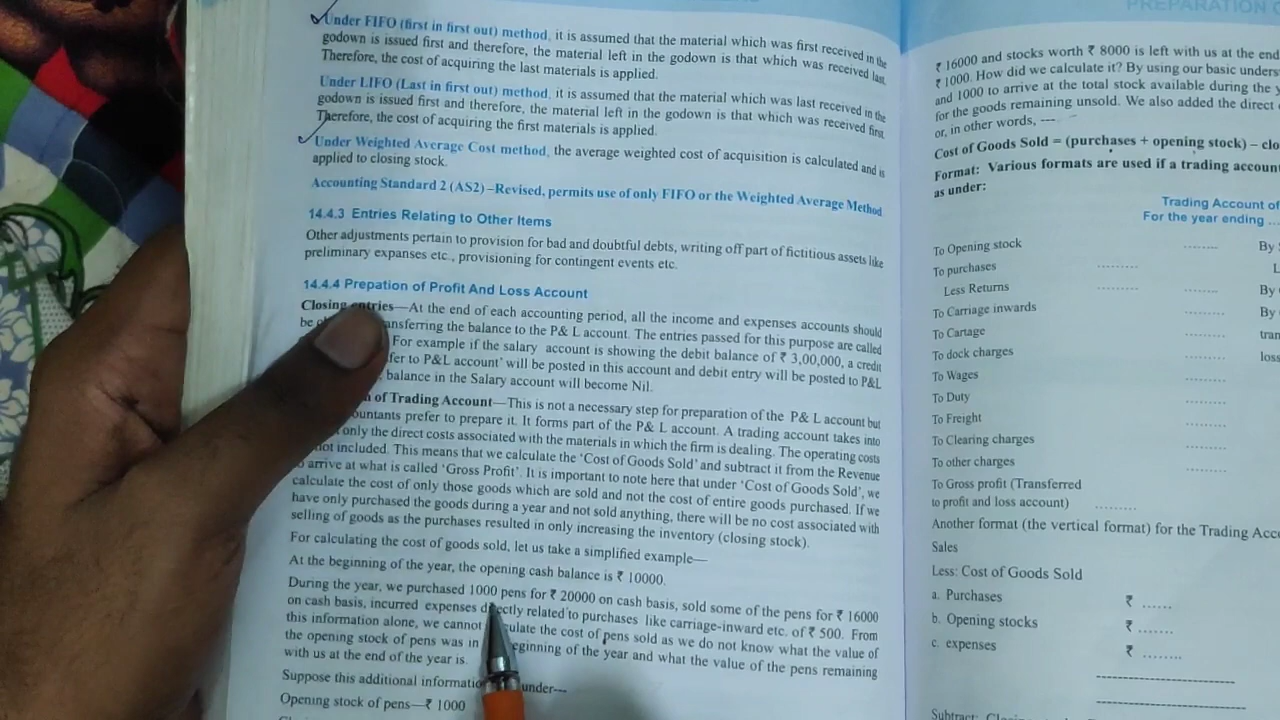 Under FIFO (first in first out) method, it is assumed that the material which was first received in the
godown is issued first and therefore, the material left in the godown is that which was received last.
Therefore, the cost of acquiring the last materials is applied.
Under LIFO (Last in first out) method, it is assumed that the material which was last received in the
godown is issued first and therefore, the material left in the godown is that which was received first.
Therefore, the cost of acquiring the first materials is applied.
Under Weighted Average Cost method, the average weighted cost of acquisition is calculated and is
applied to closing stock.
Accounting Standard 2 (AS2) –Revised, permits use of only FIFO or the Weighted Average Method
14.4.3 Entries Relating to Other Items
Other adjustments pertain to provision for bad and doubtful debts, writing off part of fictitious assets like
preliminary expanses etc., provisioning for contingent events etc.
14.4.4 Prepation of Profit And Loss Account
Closing entries—At the end of each accounting period, all the income and expenses accounts should
be ansferring the balance to the P& L account. The entries passed for this purpose are called
For example if the salary account is showing the debit balance of ₹ 3,00,000, a credit
fer to P&L account' will be posted in this account and debit entry will be posted to P&L
balance in the Salary account will become Nil.
of Trading Account—This is not a necessary step for preparation of the P& L account but
ountants prefer to prepare it. It forms part of the P& L account. A trading account takes into
only the direct costs associated with the materials in which the firm is dealing. The operating costs
not included. This means that we calculate the 'Cost of Goods Sold' and subtract it from the Revenue
arrive at what is called 'Gross Profit'. It is important to note here that under 'Cost of Goods Sold', we
calculate the cost of only those goods which are sold and not the cost of entire goods purchased. If we
have only purchased the goods during a year and not sold anything, there will be no cost associated with
selling of goods as the purchases resulted in only increasing the inventory (closing stock).
For calculating the cost of goods sold, let us take a simplified example—
At the beginning of the year, the opening cash balance is ₹ 10000.
During the year, we purchased 1000 pens for ₹ 20000 on cash basis, sold some of the pens for ₹ 16000
on cash basis, incurred expenses directly related to purchases like carriage-inward etc. of ₹ 500. From
this information alone, we cannot culate the cost of pens sold as we do not know what the value of
the opening stock of pens was in eginning of the year and what the value of the pens remaining
with us at the end of the year is.
Suppose this additional informatio under---
Opening stock of pens—₹ 1000
PREPARATION O
₹ 16000 and stocks worth ₹ 8000 is left with us at the end
₹ 1000. How did we calculate it? By using our basic unders
and 1000 to arrive at the total stock available during the y
for the goods remaining unsold. We also added the direct
or, in other words, ---
Cost of Goods Sold = (purchases + opening stock) – clo
Format: Various formats are used if a trading account
as under:
Trading Account of
For the year ending ...
To Opening stock ........ By
To purchases .........
Less Returns ......... ........ By
To Carriage inwards ........ By
To Cartage ........ tran
To dock charges ........ loss
To Wages ........
To Duty ........
To Freight ........
To Clearing charges ........
To other charges ........
To Gross profit (Transferred
to profit and loss account) .........
Another format (the vertical format) for the Trading Acc
Sales
Less: Cost of Goods Sold
a. Purchases ₹ ......
b. Opening stocks ₹ .......
c. expenses ₹ ........